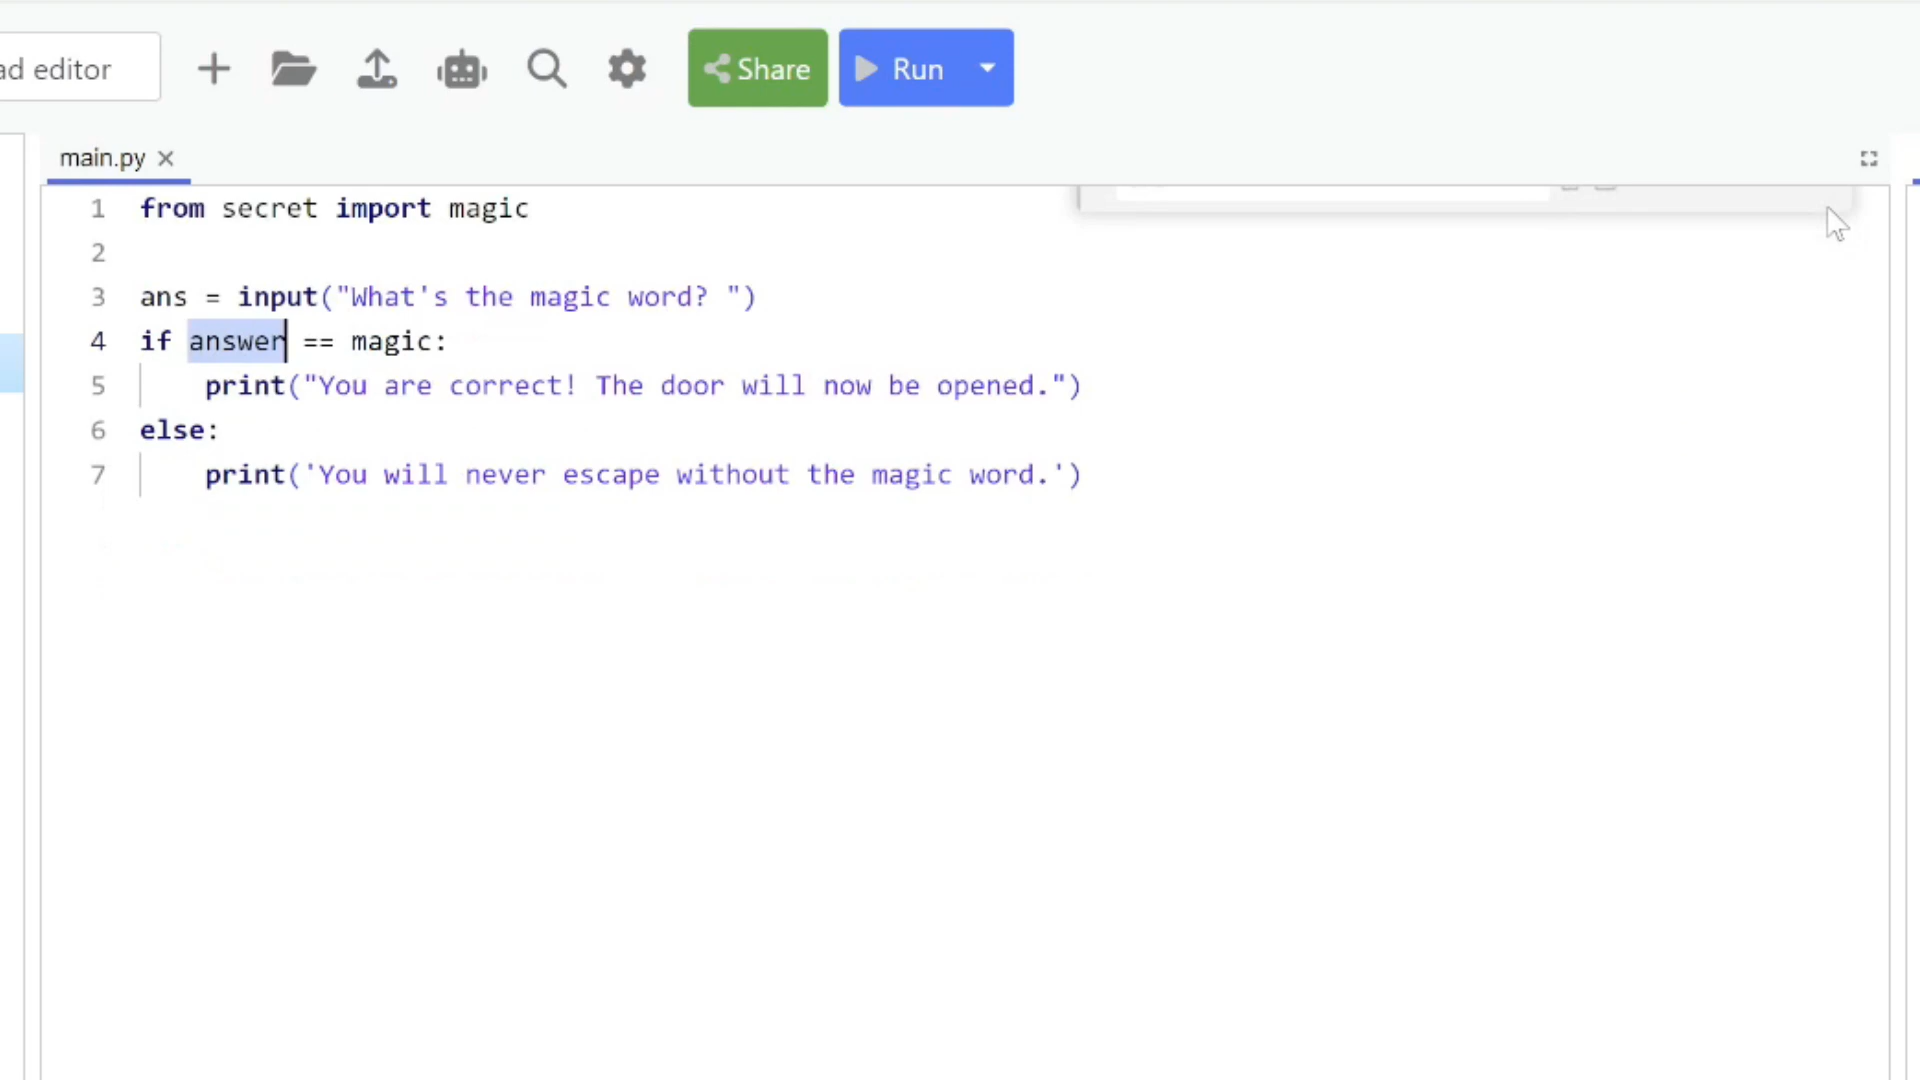 ad editor
Share
Run
main.py
1 from secret import magic
2
3 ans = input("What's the magic word? ")
4 if answer == magic:
5 print("You are correct! The door will now be opened.")
6 else:
7 print('You will never escape without the magic word.')